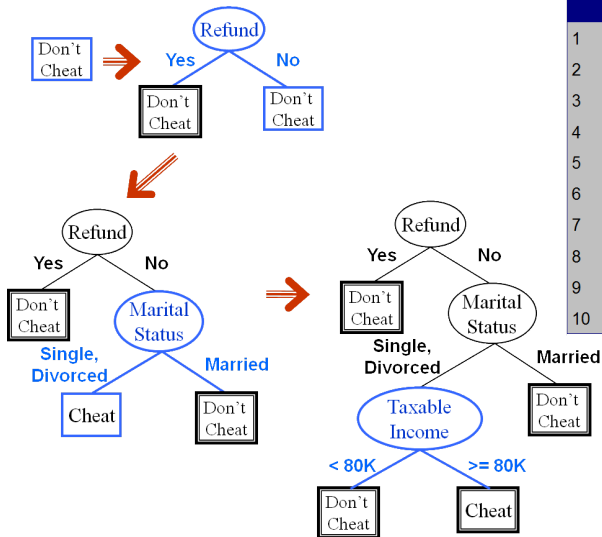 Don't
Cheat
Refund
Yes
No
Don't
Cheat
Don't
Cheat
Refund
Yes
No
Don't
Cheat
Marital
Status
Single,
Divorced
Married
Cheat
Don't
Cheat
Refund
Yes
No
Don't
Cheat
Marital
Status
Single,
Divorced
Married
Taxable
Income
Don't
Cheat
< 80K
>= 80K
Don't
Cheat
Cheat
1
2
3
4
5
6
7
8
9
10